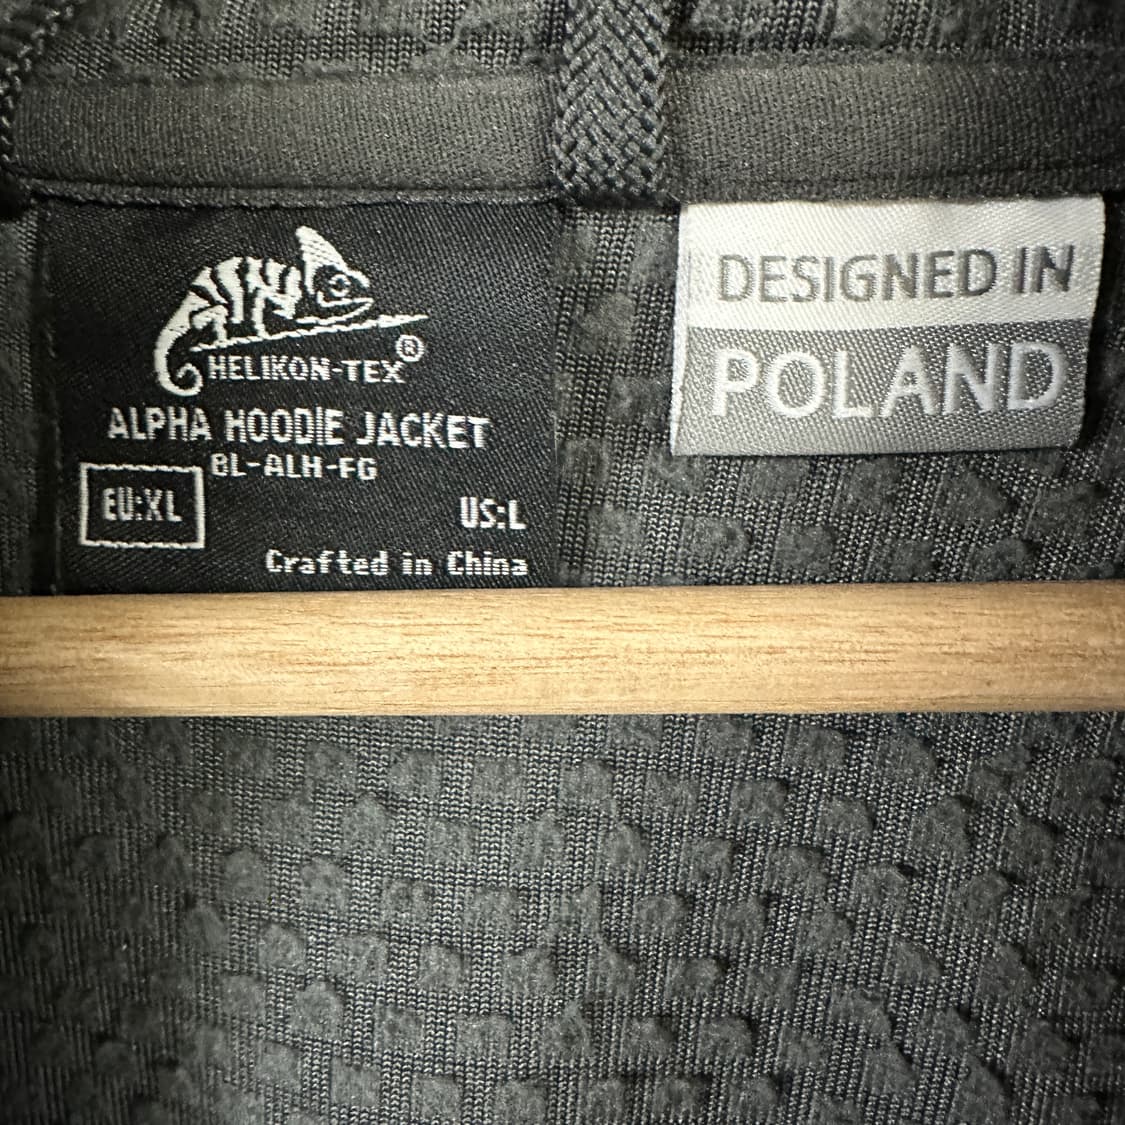 HELIKON-TEX®
ALPHA HOODIE JACKET
BL-ALH-FG
EU:XL
US:L
Crafted in China
DESIGNED IN
POLAND